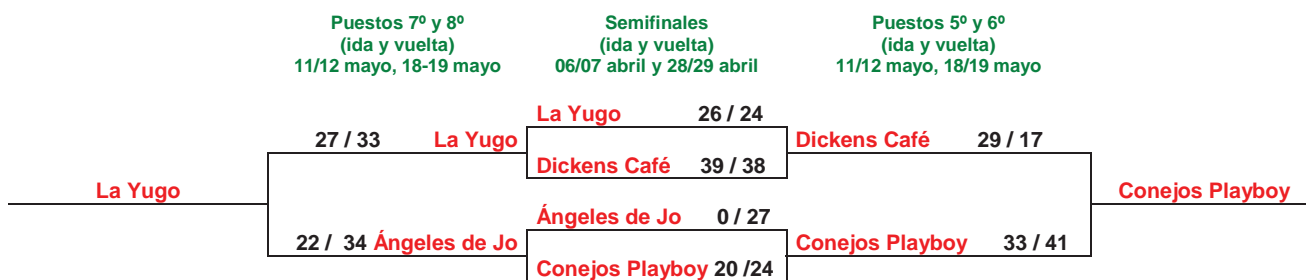 Puestos 7º y 8º
(ida y vuelta)
11/12 mayo, 18-19 mayo
Semifinales
(ida y vuelta)
06/07 abril y 28/29 abril
Puestos 5º y 6º
(ida y vuelta)
11/12 mayo, 18/19 mayo
La Yugo 26 / 24
27 / 33 La Yugo
Dickens Café 29 / 17
Dickens Café 39 / 38
La Yugo
Conejos Playboy
Ángeles de Jo 0 / 27
22 / 34 Ángeles de Jo
Conejos Playboy 33 / 41
Conejos Playboy 20 /24